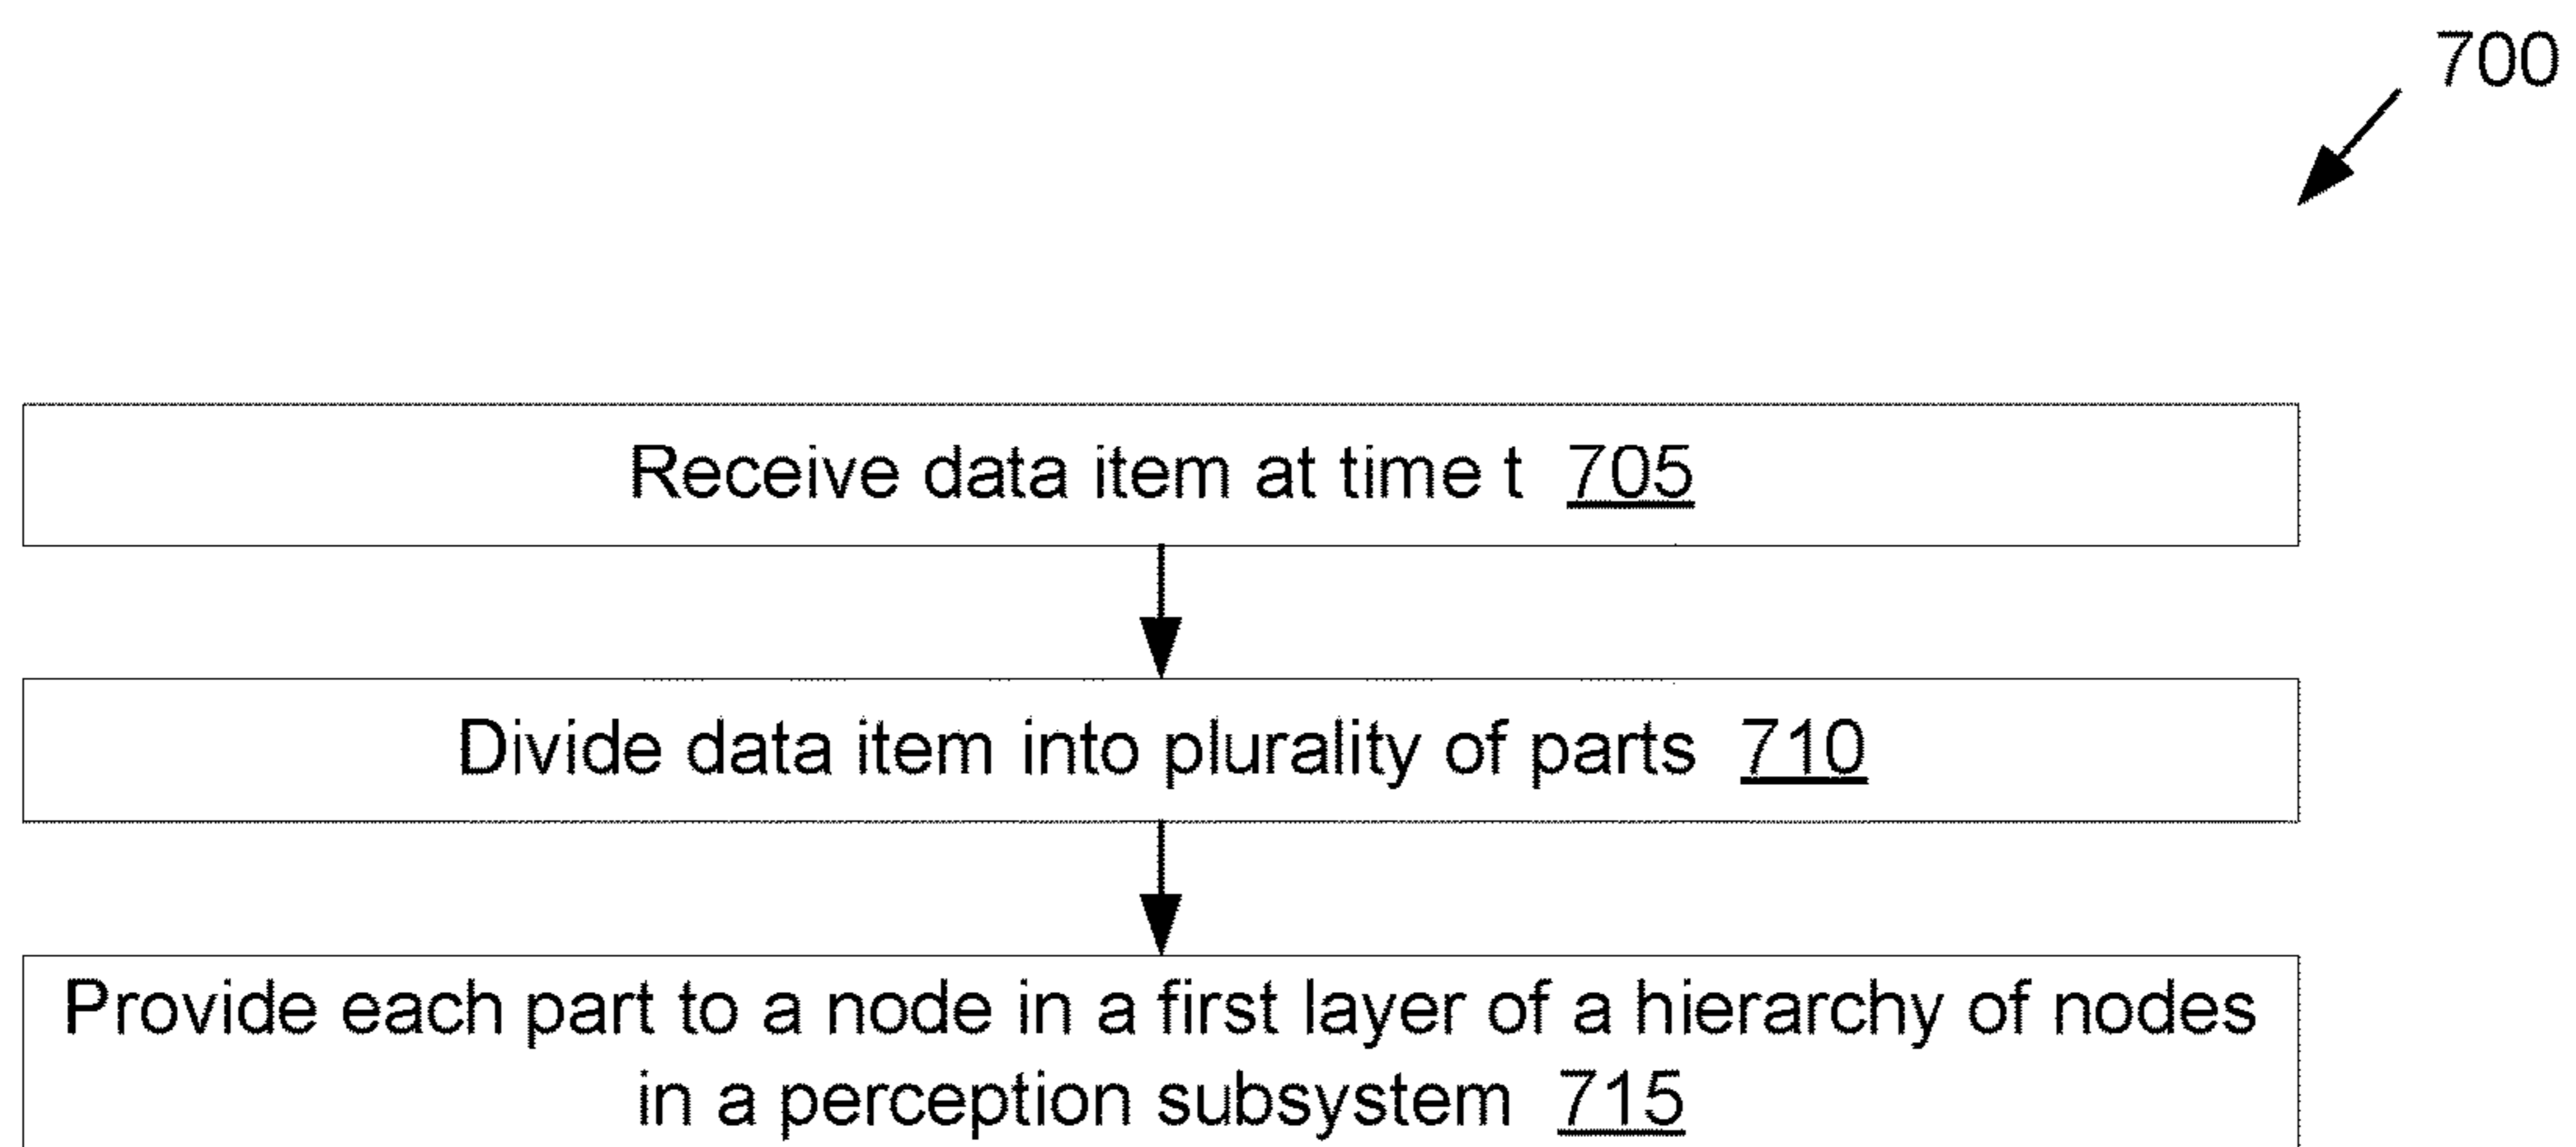 700
Receive data item at time t 705
Divide data item into plurality of parts 710
Provide each part to a node in a first layer of a hierarchy of nodes
in a perception subsystem 715